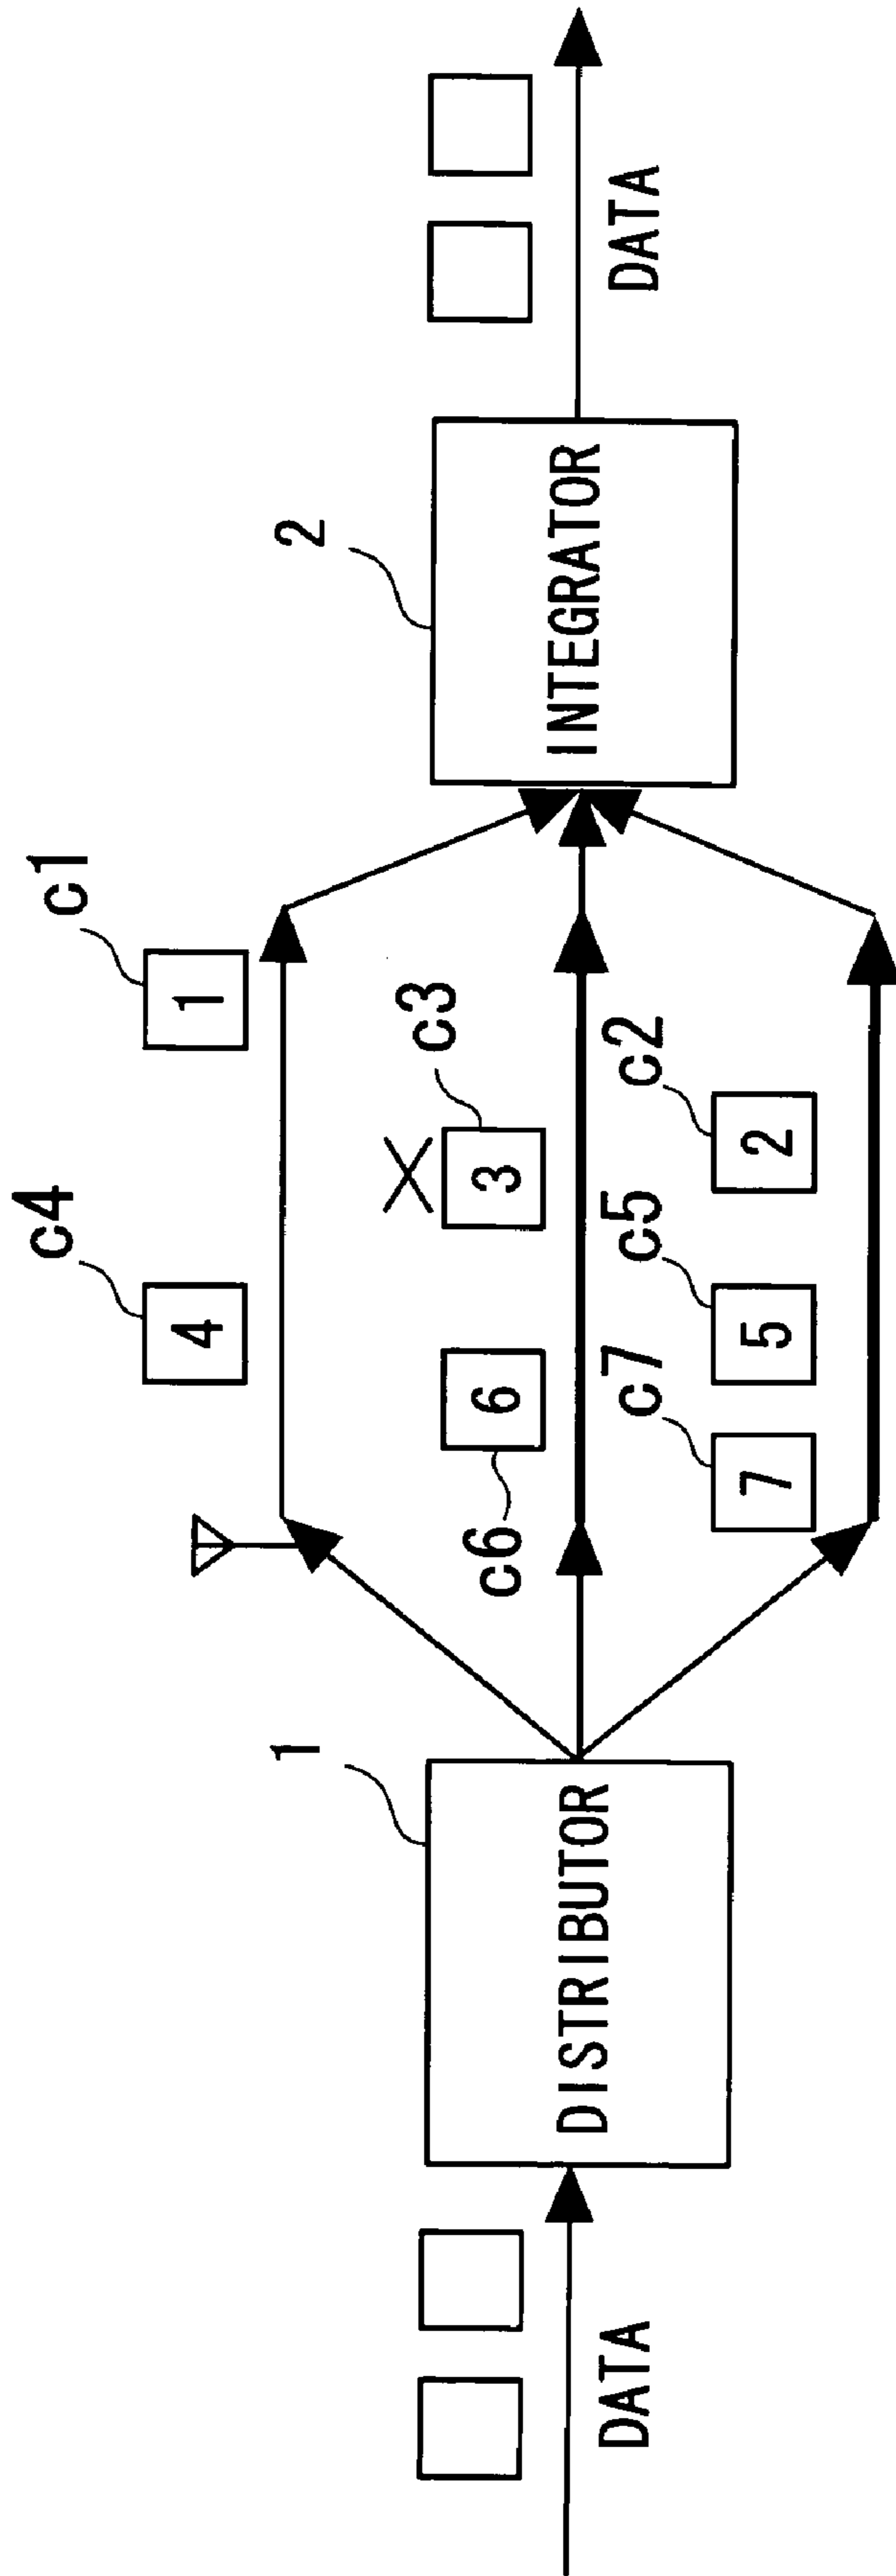 c4
c1
4
1
2
X
c3
6
3
c6
1
DISTRIBUTOR
INTEGRATOR
DATA
DATA
c7
c5
c2
7
5
2